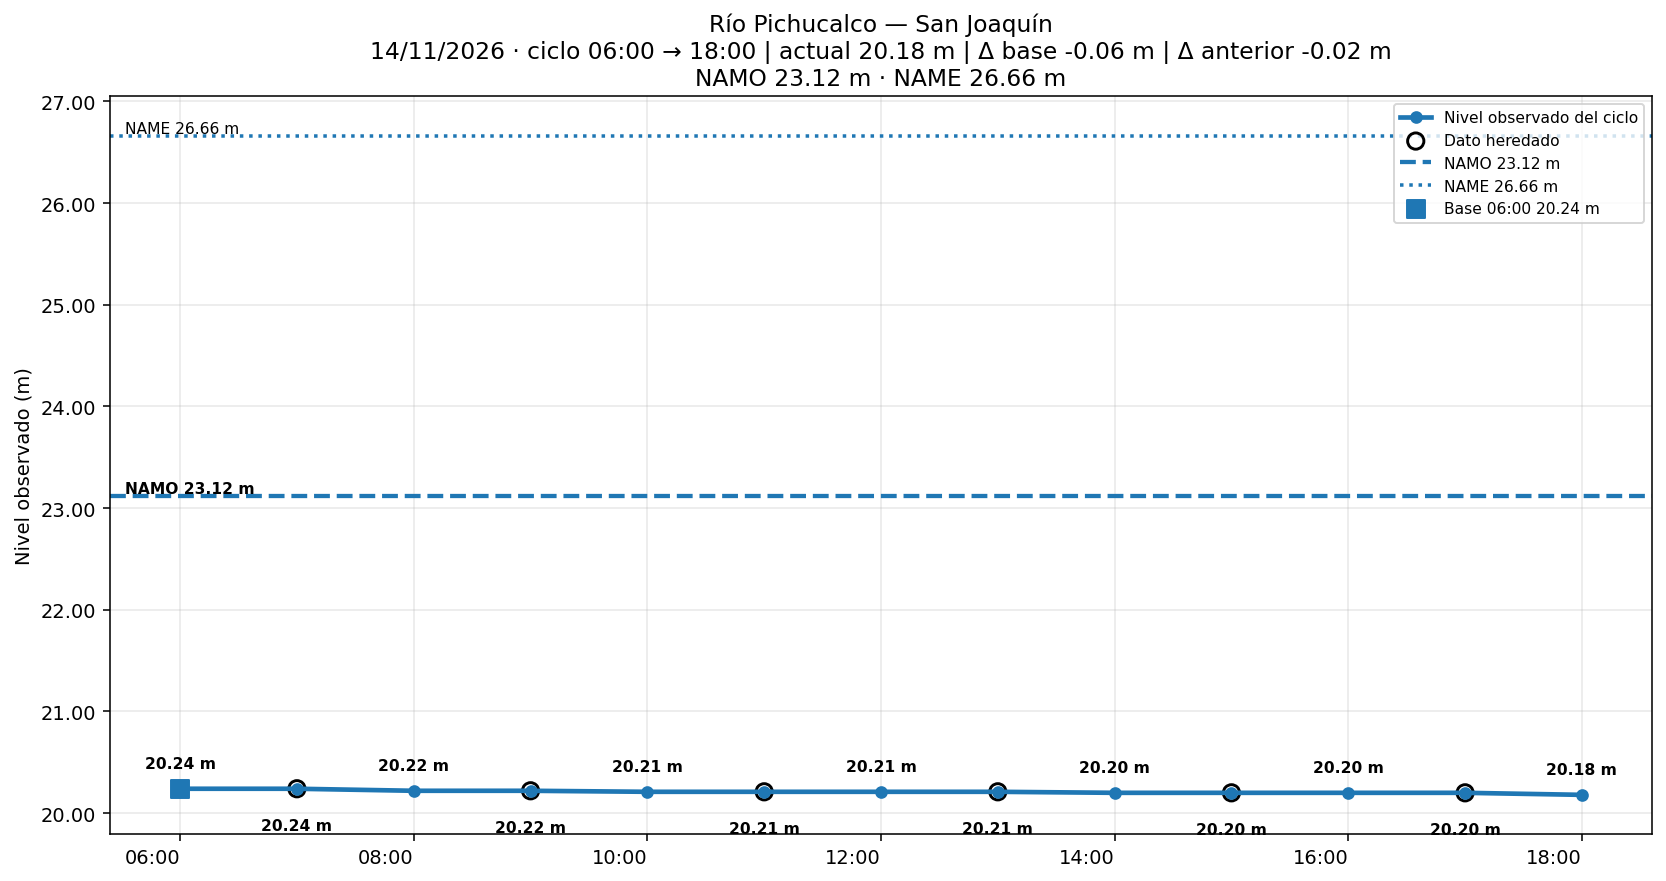 Río Pichucalco — San Joaquín
14/11/2026 · ciclo 06:00 → 18:00 | actual 20.18 m | Δ base -0.06 m | Δ anterior -0.02 m
NAMO 23.12 m · NAME 26.66 m
27.00
NAME 26.66 m
Nivel observado del ciclo
Dato heredado
NAMO 23.12 m
NAME 26.66 m
Base 06:00 20.24 m
26.00
25.00
24.00
Nivel observado (m)
NAMO 23.12 m
23.00
22.00
21.00
20.24 m
20.22 m
20.21 m
20.21 m
20.20 m
20.20 m
20.18 m
20.00
20.24 m
20.22 m
20.21 m
20.21 m
20.20 m
20.20 m
06:00
08:00
10:00
12:00
14:00
16:00
18:00